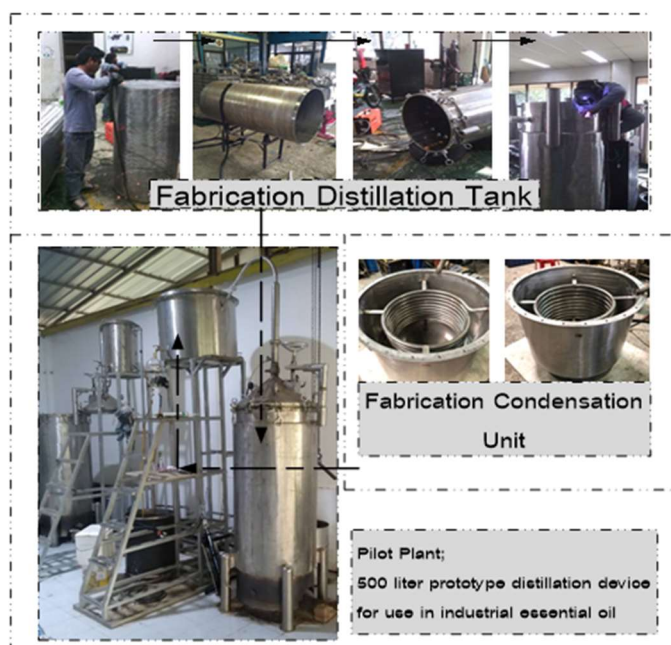 Fabrication Distillation Tank
Fabrication Condensation
Unit
Pilot Plant;
500 liter prototype distillation device
for use in industrial essential oil